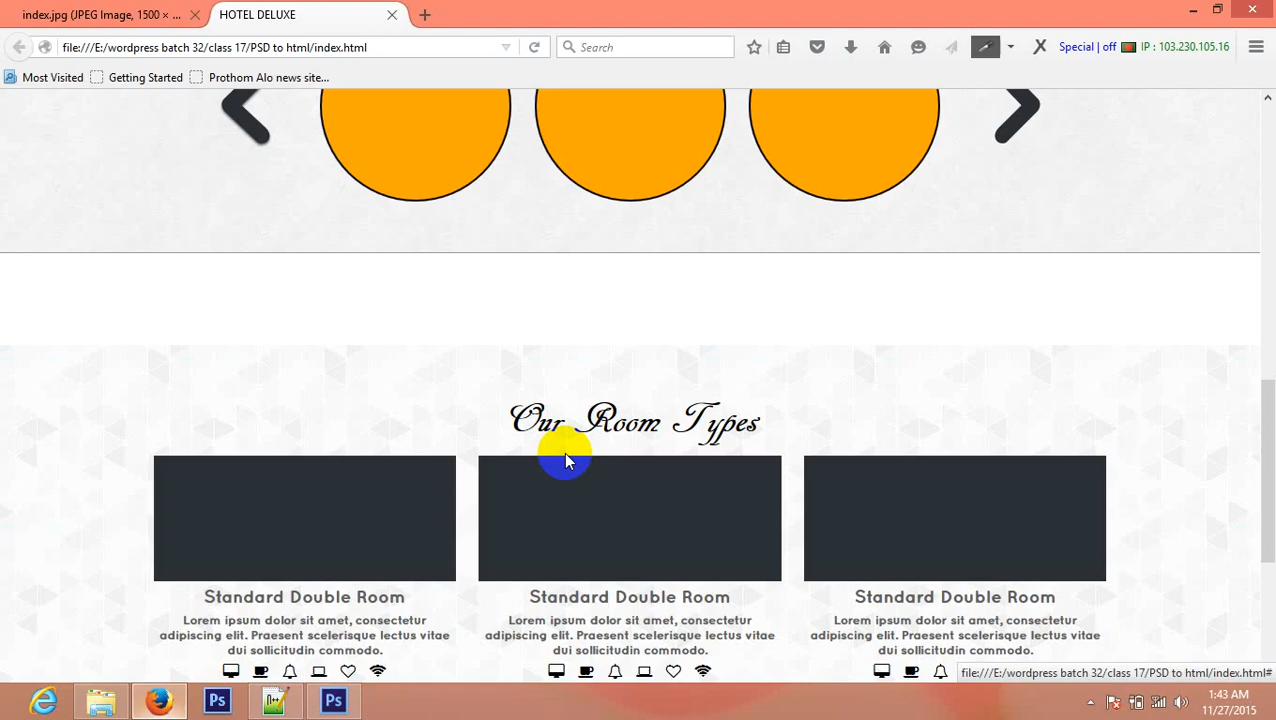 index.jpg (JPEG Image, 1500 × ...
HOTEL DELUXE
file:///E:/wordpress batch 32/class 17/PSD to html/index.html
Search
Special | off
IP : 103.230.105.16
Most Visited
Getting Started
Prothom Alo news site...
Our Room Types
Standard Double Room
Lorem ipsum dolor sit amet, consectetur
adipiscing elit. Praesent scelerisque lectus vitae
dui sollicitudin commodo.
Standard Double Room
Lorem ipsum dolor sit amet, consectetur
adipiscing elit. Praesent scelerisque lectus vitae
dui sollicitudin commodo.
Standard Double Room
Lorem ipsum dolor sit amet, consectetur
adipiscing elit. Praesent scelerisque lectus vitae
dui sollicitudin commodo.
file:///E:/wordpress batch 32/class 17/PSD to html/index.html#
Ps
Ps
1:43 AM
11/27/2015